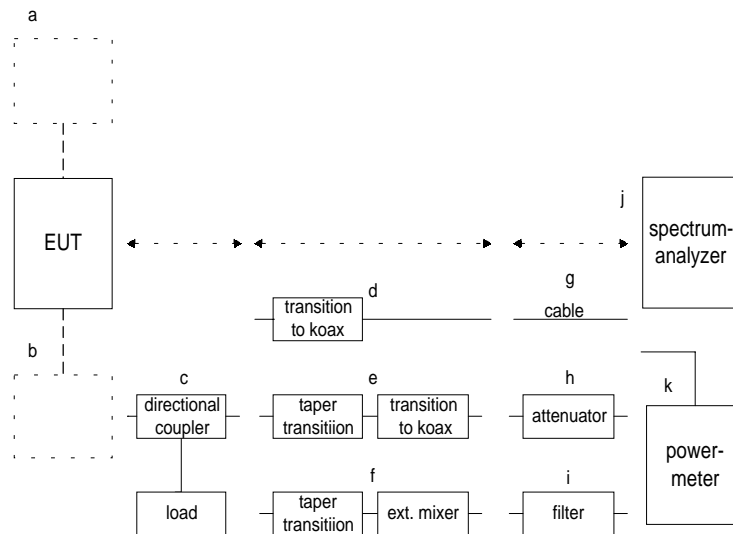 a
j
EUT
spectrum-
analyzer
g
d
cable
transition
to koax
b
c
e
h
k
directional
coupler
taper
transitiion
transition
to koax
attenuator
power-
meter
f
i
load
taper
transitiion
ext. mixer
filter